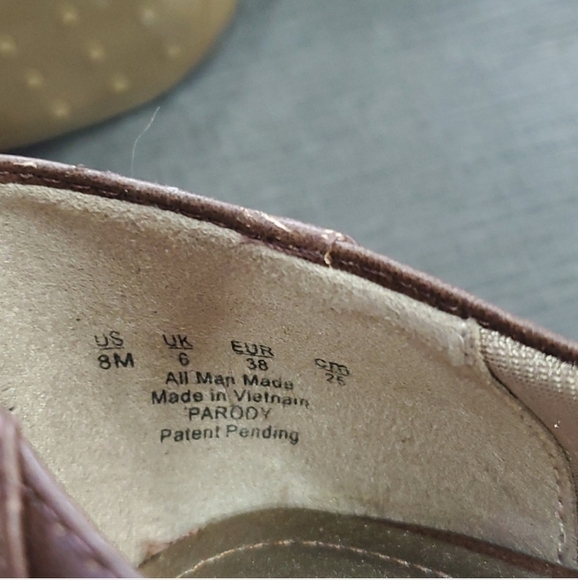 US UK EUR cm
8M 6 38 25
All Man Made
Made in Vietnam
PARODY
Patent Pending